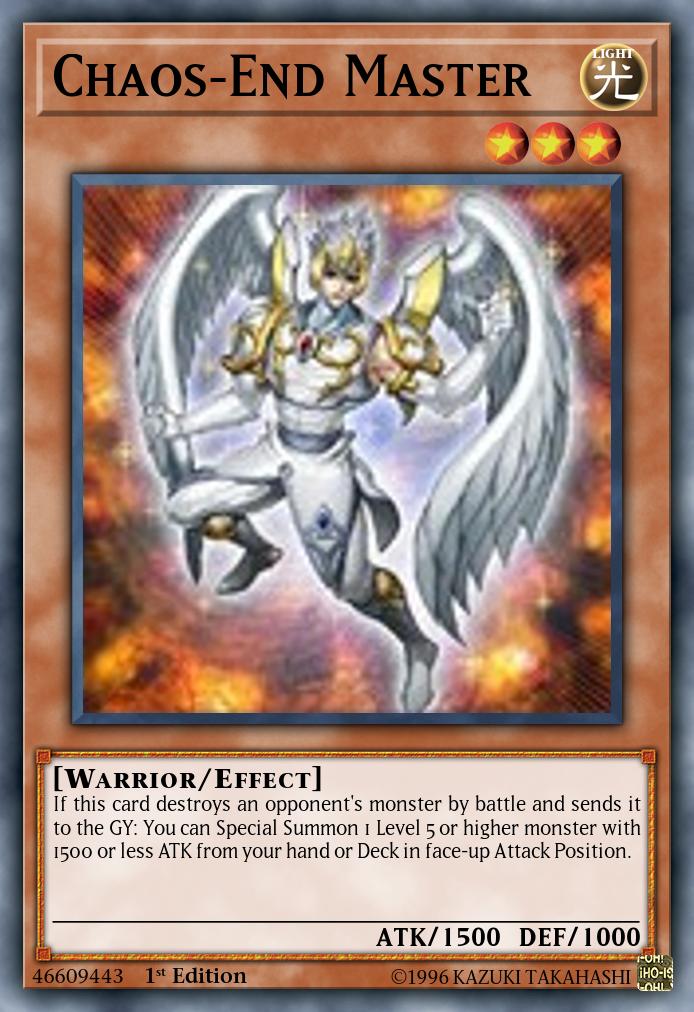 Chaos-End Master
LIGHT
光
[Warrior/Effect]
If this card destroys an opponent's monster by battle and sends it
to the GY: You can Special Summon 1 Level 5 or higher monster with
1500 or less ATK from your hand or Deck in face-up Attack Position.
ATK/1500 DEF/1000
46609443 1st Edition ©1996 KAZUKI TAKAHASHI